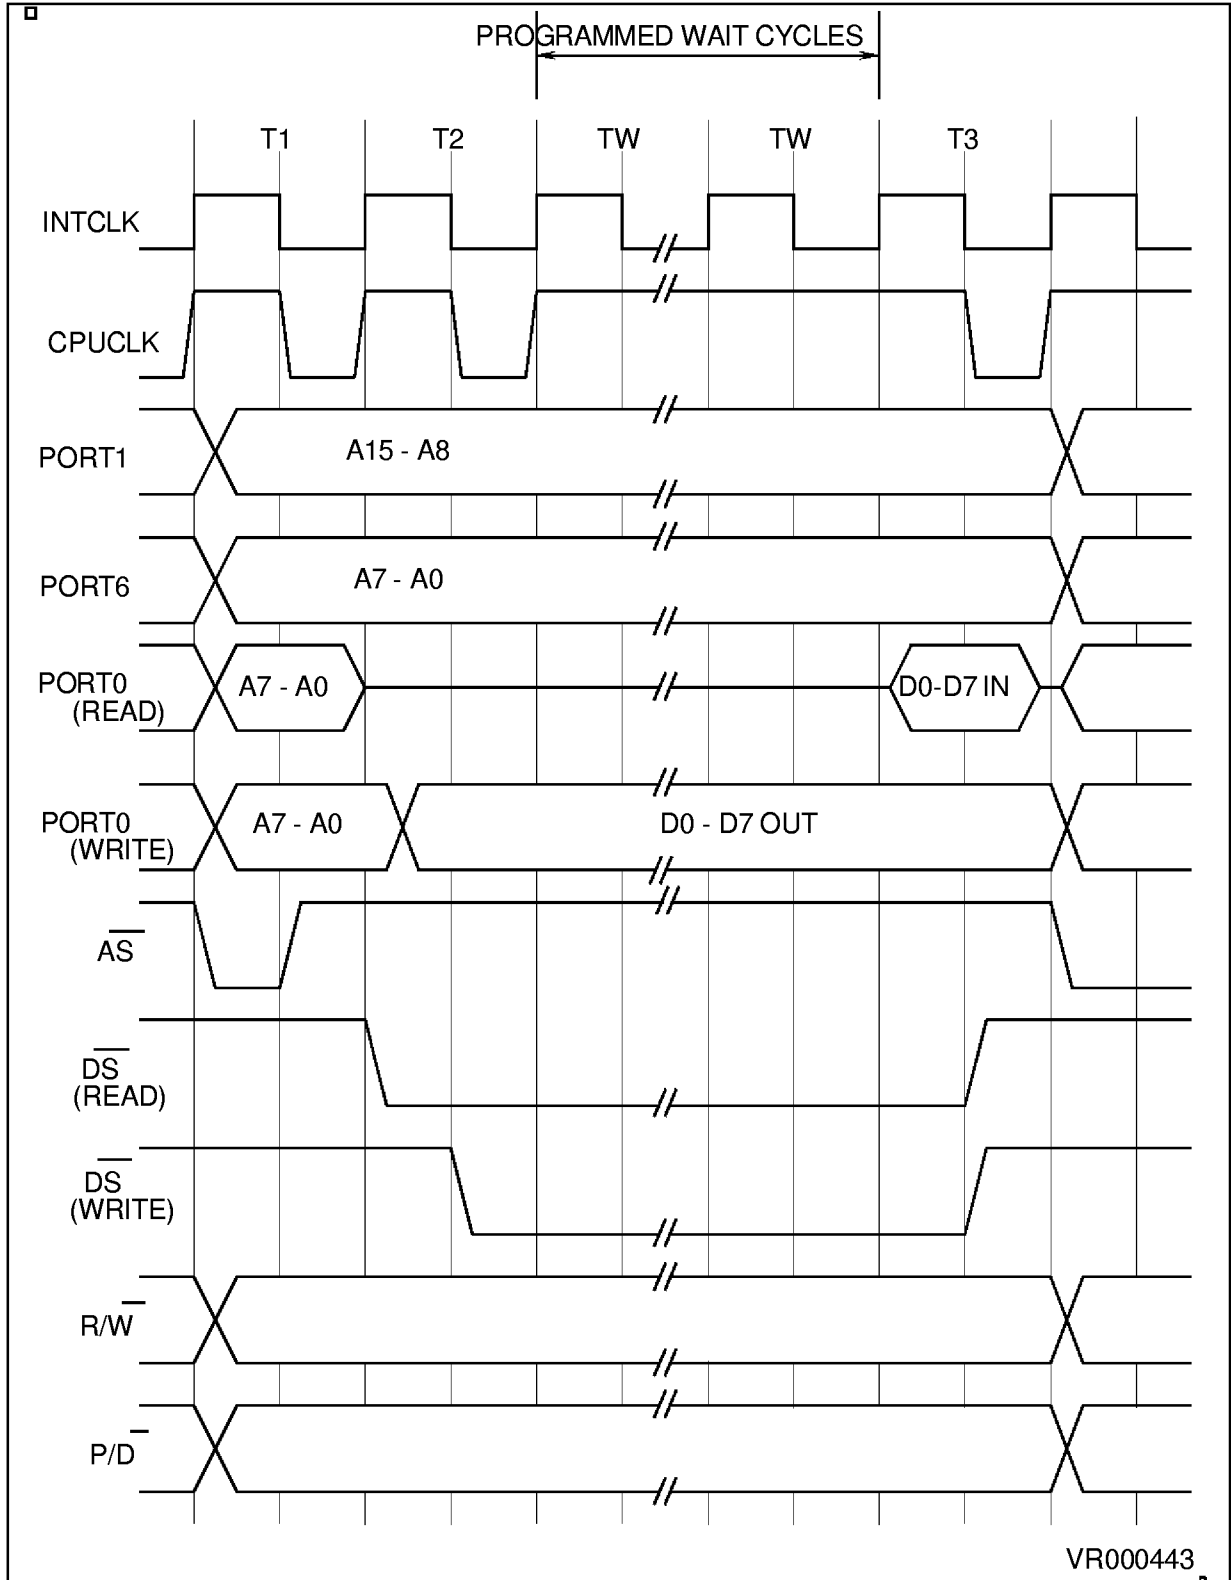 PROGRAMMED WAIT CYCLES
T1 T2 TW TW T3
INTCLK
CPUCLK
PORT1 A15 - A8
PORT6 A7 - A0
PORT0 A7 - A0 D0-D7 IN
(READ)
PORT0 A7 - A0 D0 - D7 OUT
(WRITE)
AS
DS
(READ)
DS
(WRITE)
R/W
P/D
VR000443